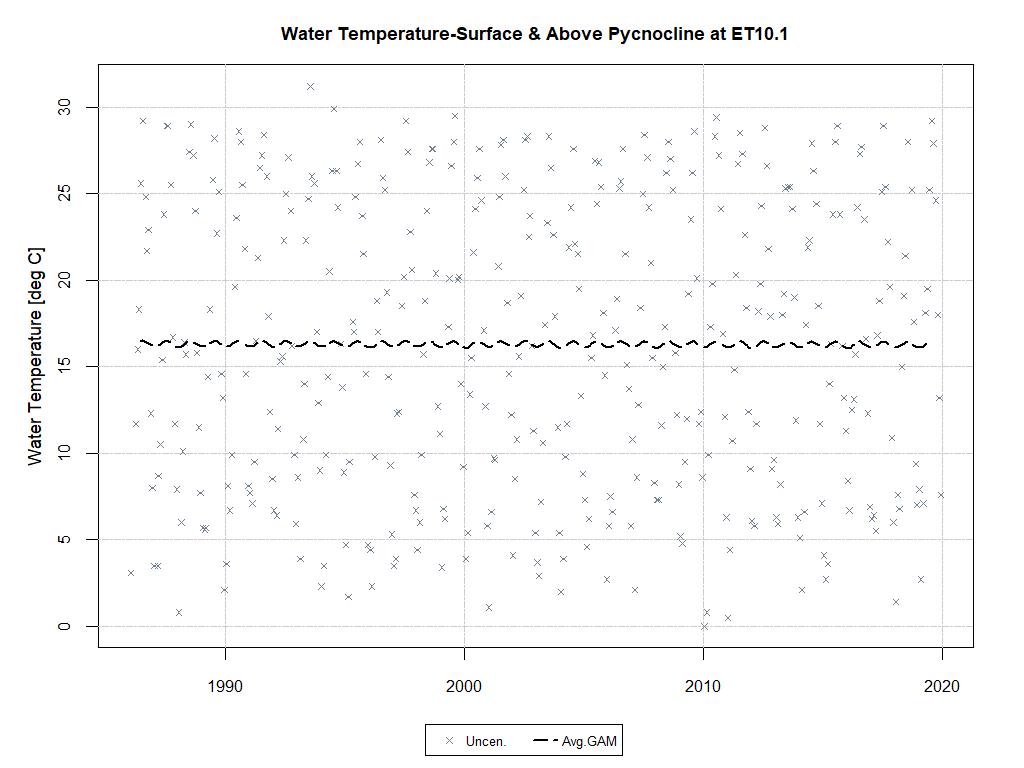 Water Temperature-Surface & Above Pycnocline at ET10.1
Water Temperature [deg C]
30
25
20
15
10
5
0
1990
2000
2010
2020
Uncen.
Avg.GAM